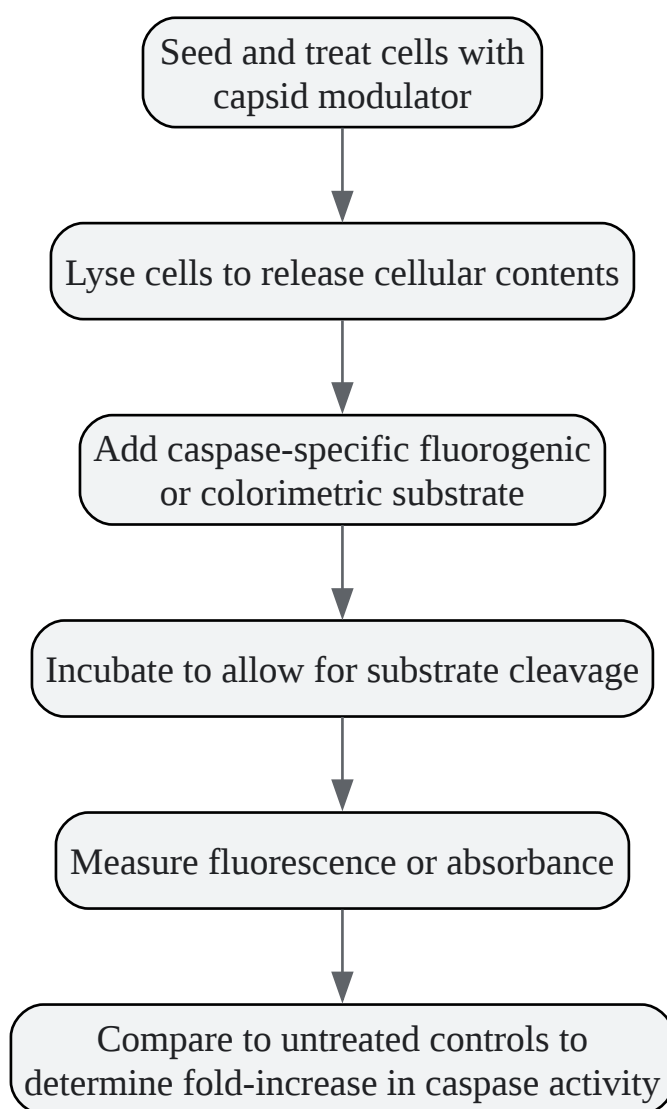 Seed and treat cells with
capsid modulator
Lyse cells to release cellular contents
Add caspase-specific fluorogenic
or colorimetric substrate
Incubate to allow for substrate cleavage
Measure fluorescence or absorbance
Compare to untreated controls to
determine fold-increase in caspase activity